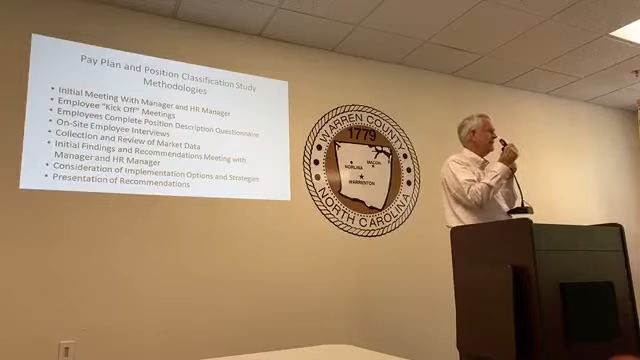 Pay Plan and Position Classification Study
Methodologies
• Initial Meeting With Manager and HR Manager
• Employee "Kick Off" Meetings
• Employees Complete Position Description Questionnaire
• On-Site Employee Interviews
• Collection and Review of Market Data
• Initial Findings and Recommendations Meeting with
Manager and HR Manager
• Consideration of Implementation Options and Strategies
• Presentation of Recommendations
WARREN COUNTY
1779
NORLINA
MACON
WARRENTON
NORTH CAROLINA